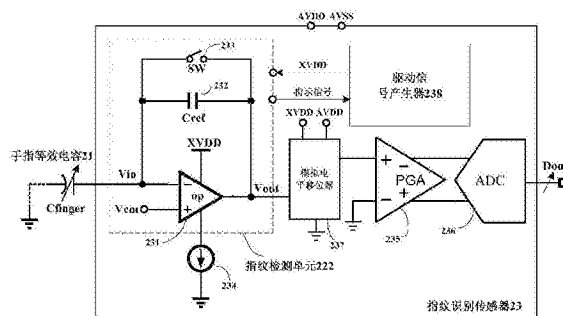 AVDD AVSS
233
SW
XVDD
232
Cref
指示信号
驱动信
号产生器238
XVDD
XVDD AVDD
手指等效电容21
Vin
op
Vout
模拟电
平移位器
PGA
ADC
Dout
Cfinger
231
237
235
236
234
指纹检测单元222
指纹识别传感器23